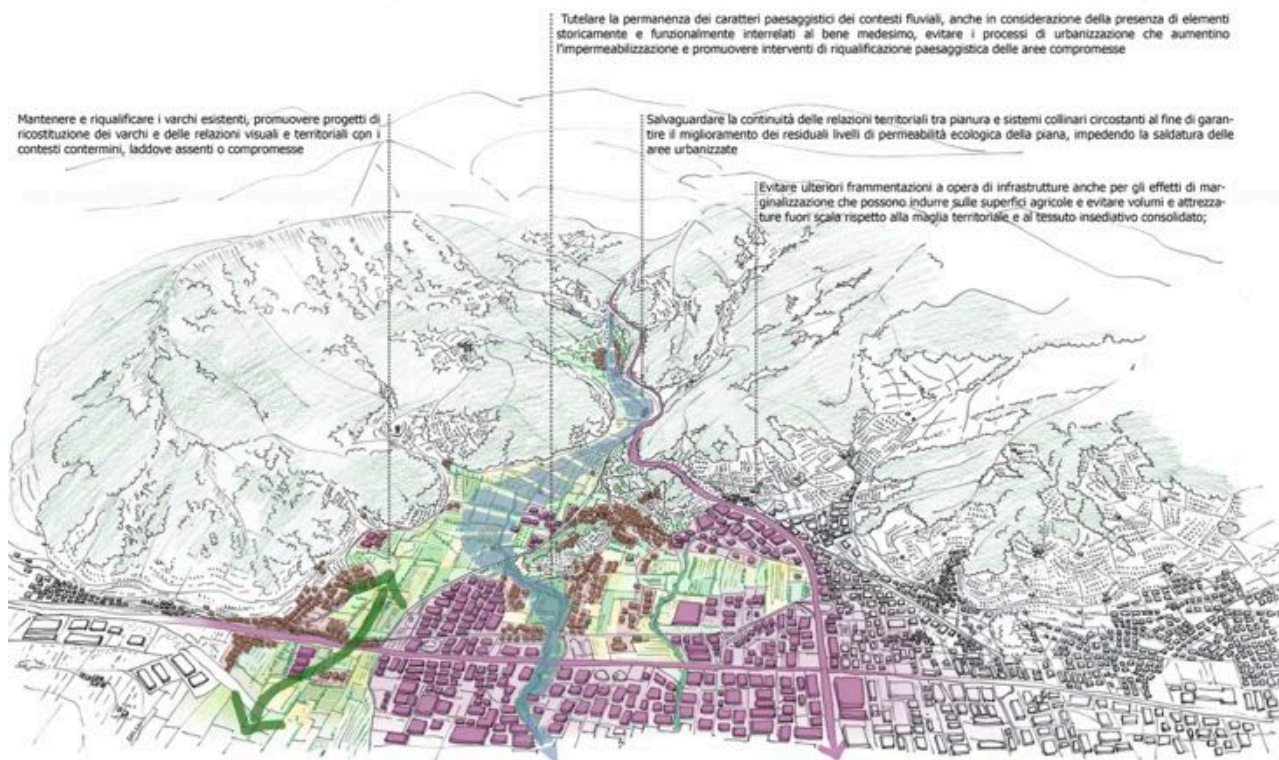 Tutelare la permanenza dei caratteri paesaggistici dei contesti fluviali, anche in considerazione della presenza di elementi
storicamente e funzionalmente interrelati al bene medesimo, evitare i processi di urbanizzazione che aumentino
l'impermeabilizzazione e promuovere interventi di riqualificazione paesaggistica delle aree compromesse
Mantenere e riqualificare i varchi esistenti, promuovere progetti di
ricostituzione dei varchi e delle relazioni visuali e territoriali con i
contesti contermini, laddove assenti o compromesse
Salvaguardare la continuità delle relazioni territoriali tra pianura e sistemi collinari circostanti al fine di garan-
tire il miglioramento dei residuali livelli di permeabilità ecologica della piana, impedendo la saldatura delle
aree urbanizzate
Evitare ulteriori frammentazioni a opera di infrastrutture anche per gli effetti di mar-
ginalizzazione che possono indurre sulle superfici agricole e evitare volumi e attrezza-
ture fuori scala rispetto alla maglia territoriale e al tessuto insediativo consolidato;